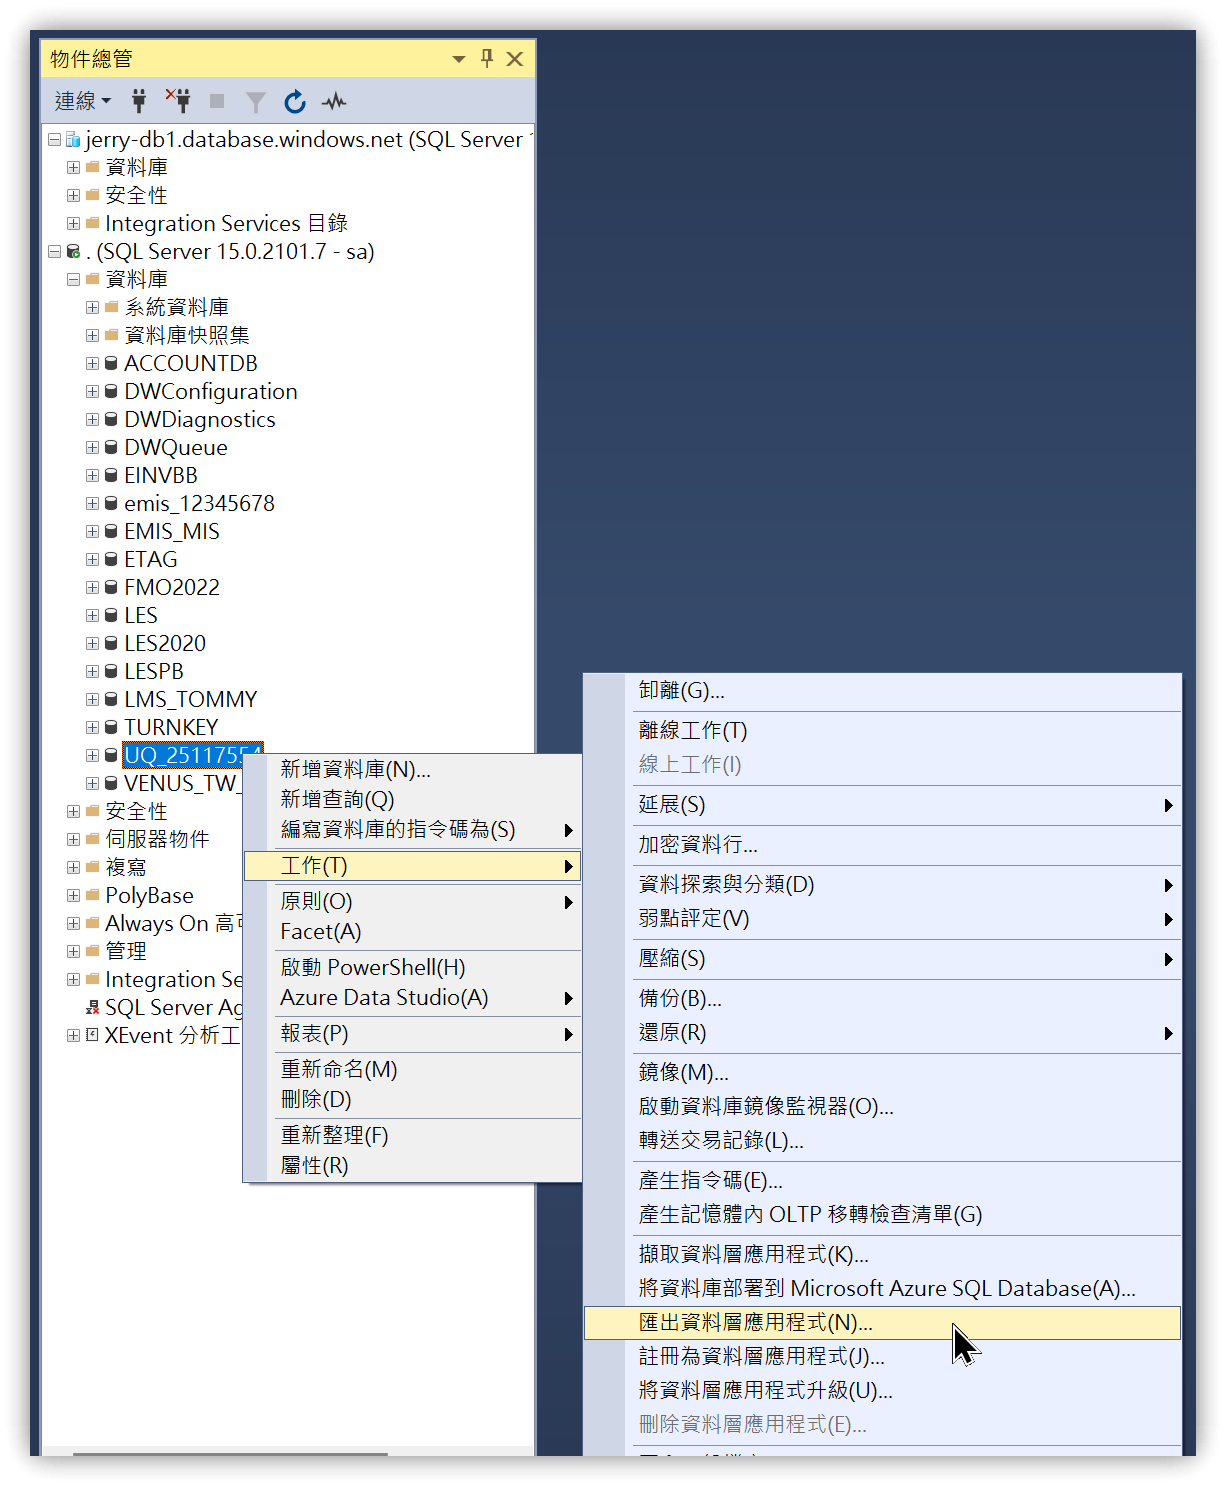 物件總管
連線
jerry-db1.database.windows.net (SQL Server
資料庫
安全性
Integration Services 目錄
. (SQL Server 15.0.2101.7 - sa)
資料庫
系統資料庫
資料庫快照集
ACCOUNTDB
DWConfiguration
DWDiagnostics
DWQueue
EINVBB
emis_12345678
EMIS_MIS
ETAG
FMO2022
LES
LES2020
LESPB
LMS_TOMMY
TURNKEY
UQ_25117554
VENUS_TW_
安全性
伺服器物件
複寫
PolyBase
Always On 高可
管理
Integration Se
SQL Server Ag
XEvent 分析工
新增資料庫(N)...
新增查詢(Q)
編寫資料庫的指令碼為(S)
工作(T)
原則(O)
Facet(A)
啟動 PowerShell(H)
Azure Data Studio(A)
報表(P)
重新命名(M)
刪除(D)
重新整理(F)
屬性(R)
卸離(G)...
離線工作(T)
線上工作(I)
延展(S)
加密資料行...
資料探索與分類(D)
弱點評定(V)
壓縮(S)
備份(B)...
還原(R)
鏡像(M)...
啟動資料庫鏡像監視器(O)...
轉送交易記錄(L)...
產生指令碼(E)...
產生記憶體內 OLTP 移轉檢查清單(G)
擷取資料層應用程式(K)...
將資料庫部署到 Microsoft Azure SQL Database(A)...
匯出資料層應用程式(N)...
註冊為資料層應用程式(J)...
將資料層應用程式升級(U)...
刪除資料層應用程式(E)...